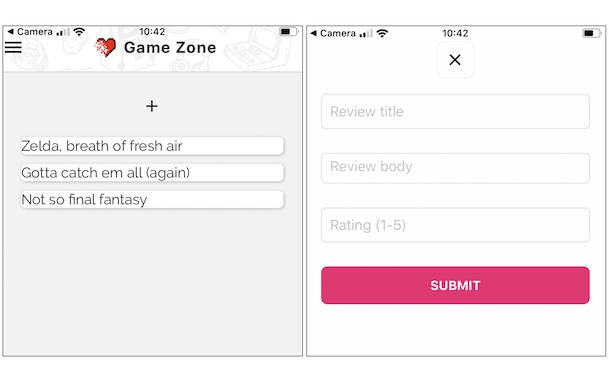 Camera 10:42
Game Zone
+
Zelda, breath of fresh air
Gotta catch em all (again)
Not so final fantasy
Camera 10:42
Review title
Review body
Rating (1-5)
SUBMIT